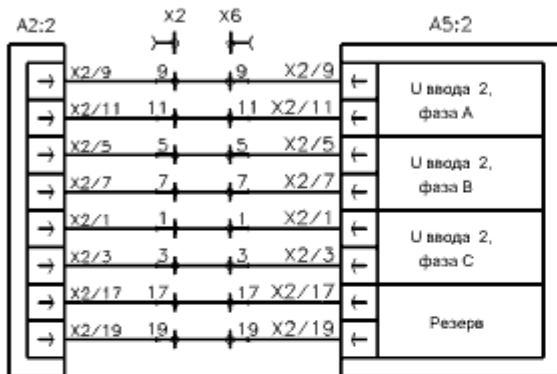 A2:2 X2 X6 A5:2
X2/9 9 9 X2/9
U ввода 2,
фаза A
X2/11 11 11 X2/11
X2/5 5 5 X2/5
U ввода 2,
фаза B
X2/7 7 7 X2/7
X2/1 1 1 X2/1
U ввода 2,
фаза C
X2/3 3 3 X2/3
X2/17 17 17 X2/17
Резерв
X2/19 19 19 X2/19